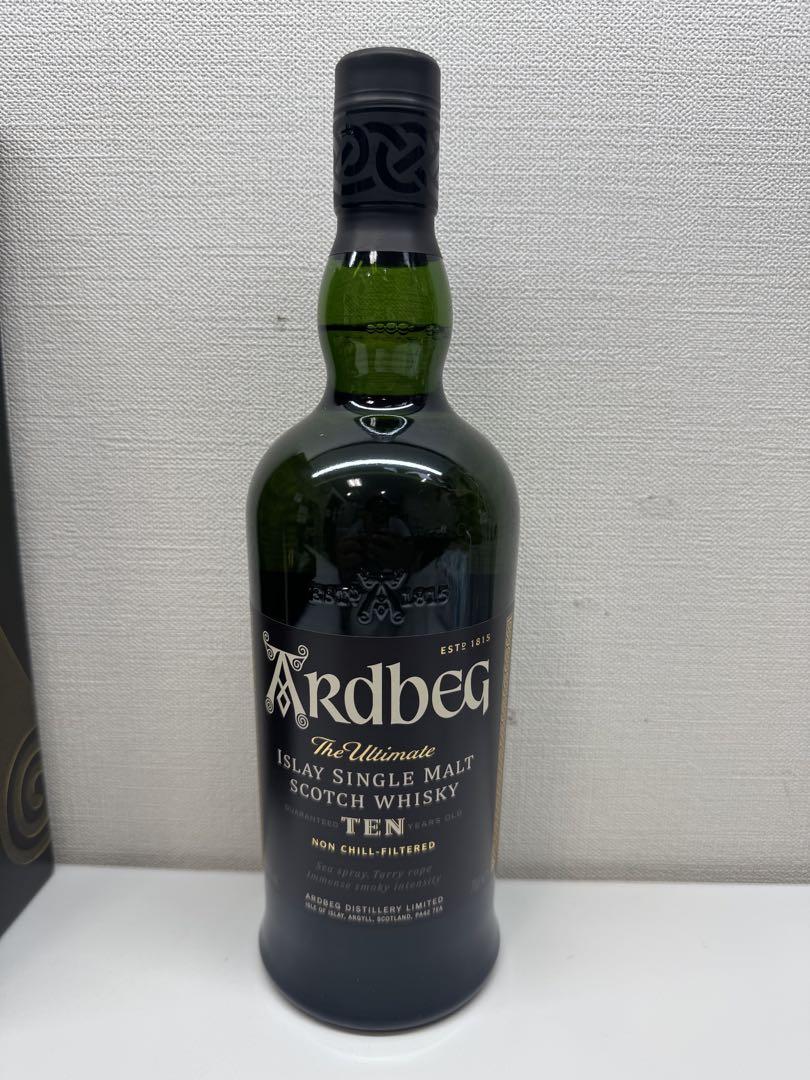 ESTD 1815
ESTD 1815
ARdbeG
The Ultimate
ISLAY SINGLE MALT
SCOTCH WHISKY
GUARANTEED TEN YEARS OLD
NON CHILL-FILTERED
Sea spray, Tarry rope
Immense smoky intensity
ARDBEG DISTILLERY LIMITED
ISLE OF ISLAY, ARGYLL, SCOTLAND, PA42 7EA